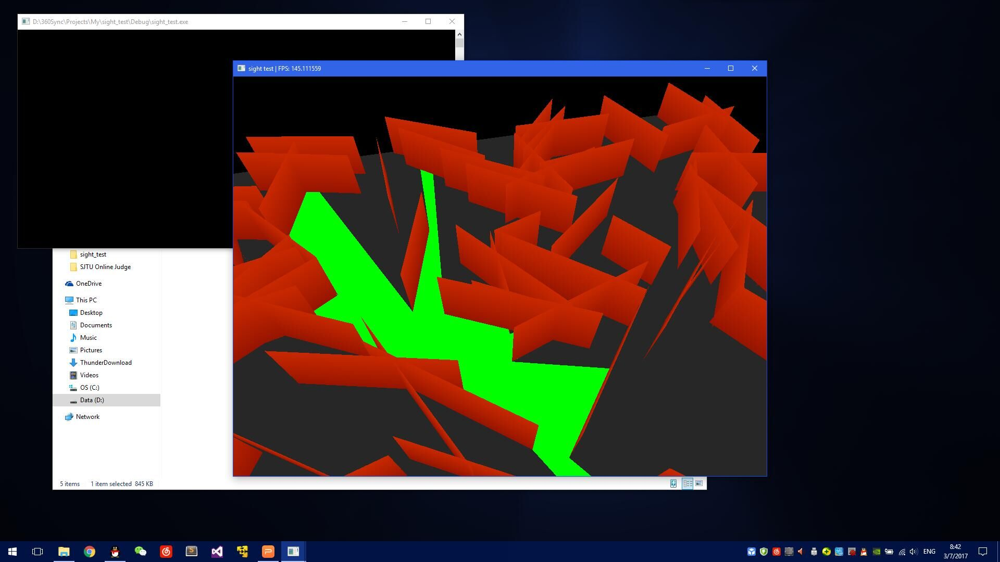 D:\360Sync\Projects\My\sight_test\Debug\sight_test.exe
sight test | FPS: 145.111559
sight_test
SJTU Online Judge
OneDrive
This PC
Desktop
Documents
Music
Pictures
ThunderDownload
Videos
OS (C:)
Data (D:)
Network
5 items 1 item selected 845 KB
ENG
8:42
3/7/2017